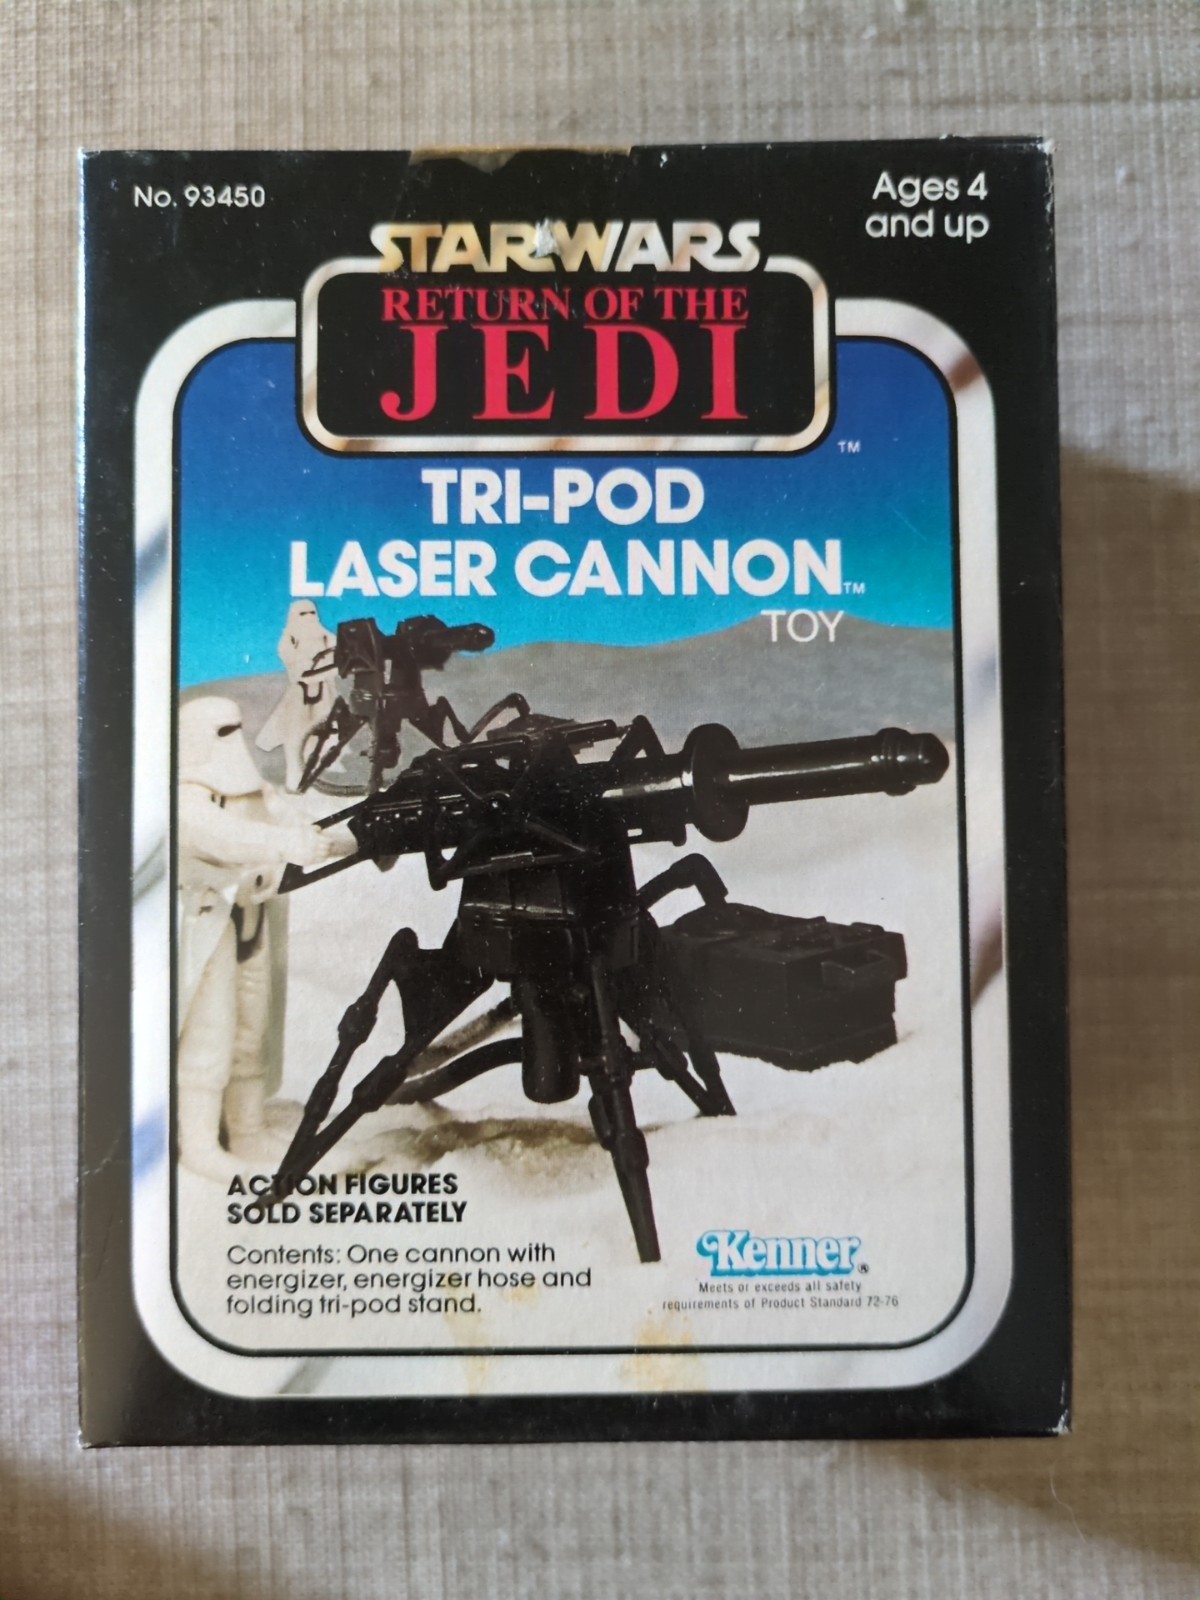 No. 93450
Ages 4
and up
STAR WARS
RETURN OF THE
JEDI
TM
TRI-POD
LASER CANNON TM
TOY
ACTION FIGURES
SOLD SEPARATELY
Contents: One cannon with
energizer, energizer hose and
folding tri-pod stand.
Kenner®
Meets or exceeds all safety
requirements of Product Standard 72-76